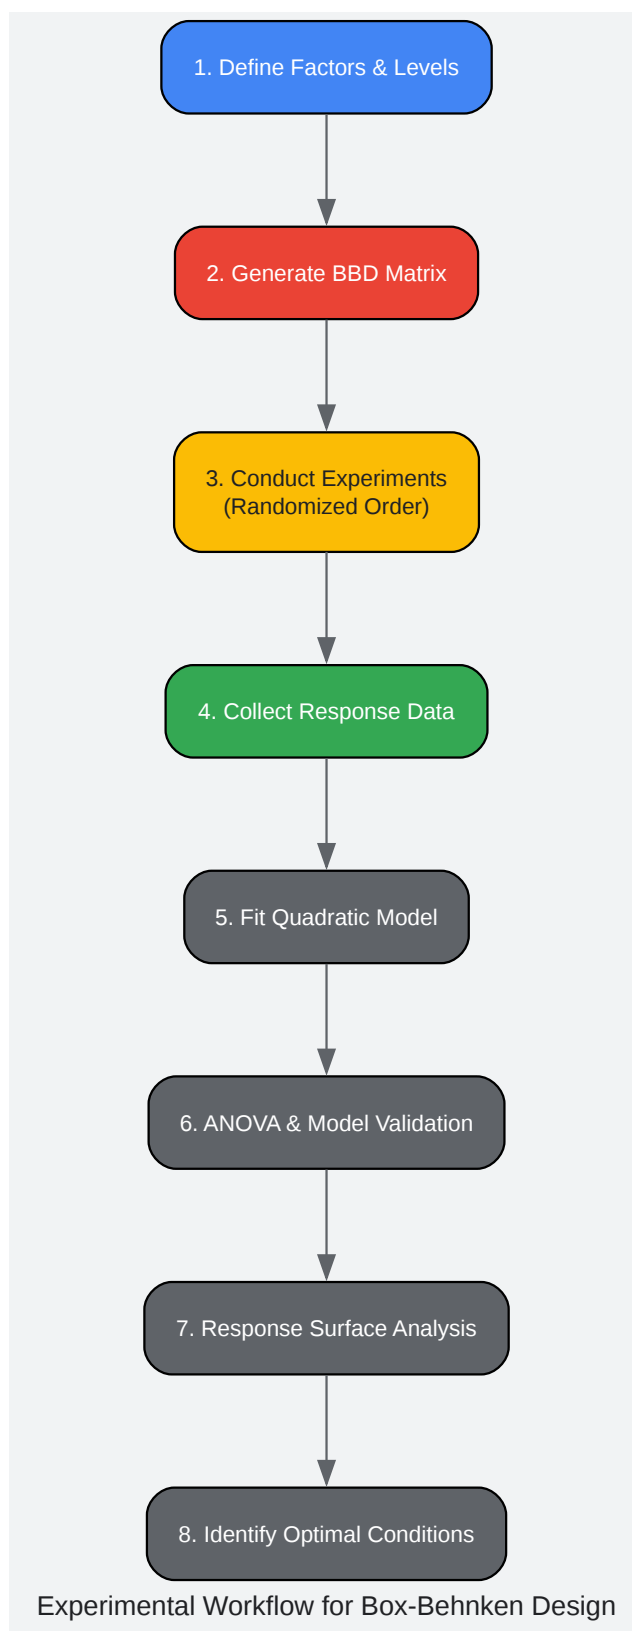 1. Define Factors & Levels
2. Generate BBD Matrix
3. Conduct Experiments
(Randomized Order)
4. Collect Response Data
5. Fit Quadratic Model
6. ANOVA & Model Validation
7. Response Surface Analysis
8. Identify Optimal Conditions
Experimental Workflow for Box-Behnken Design